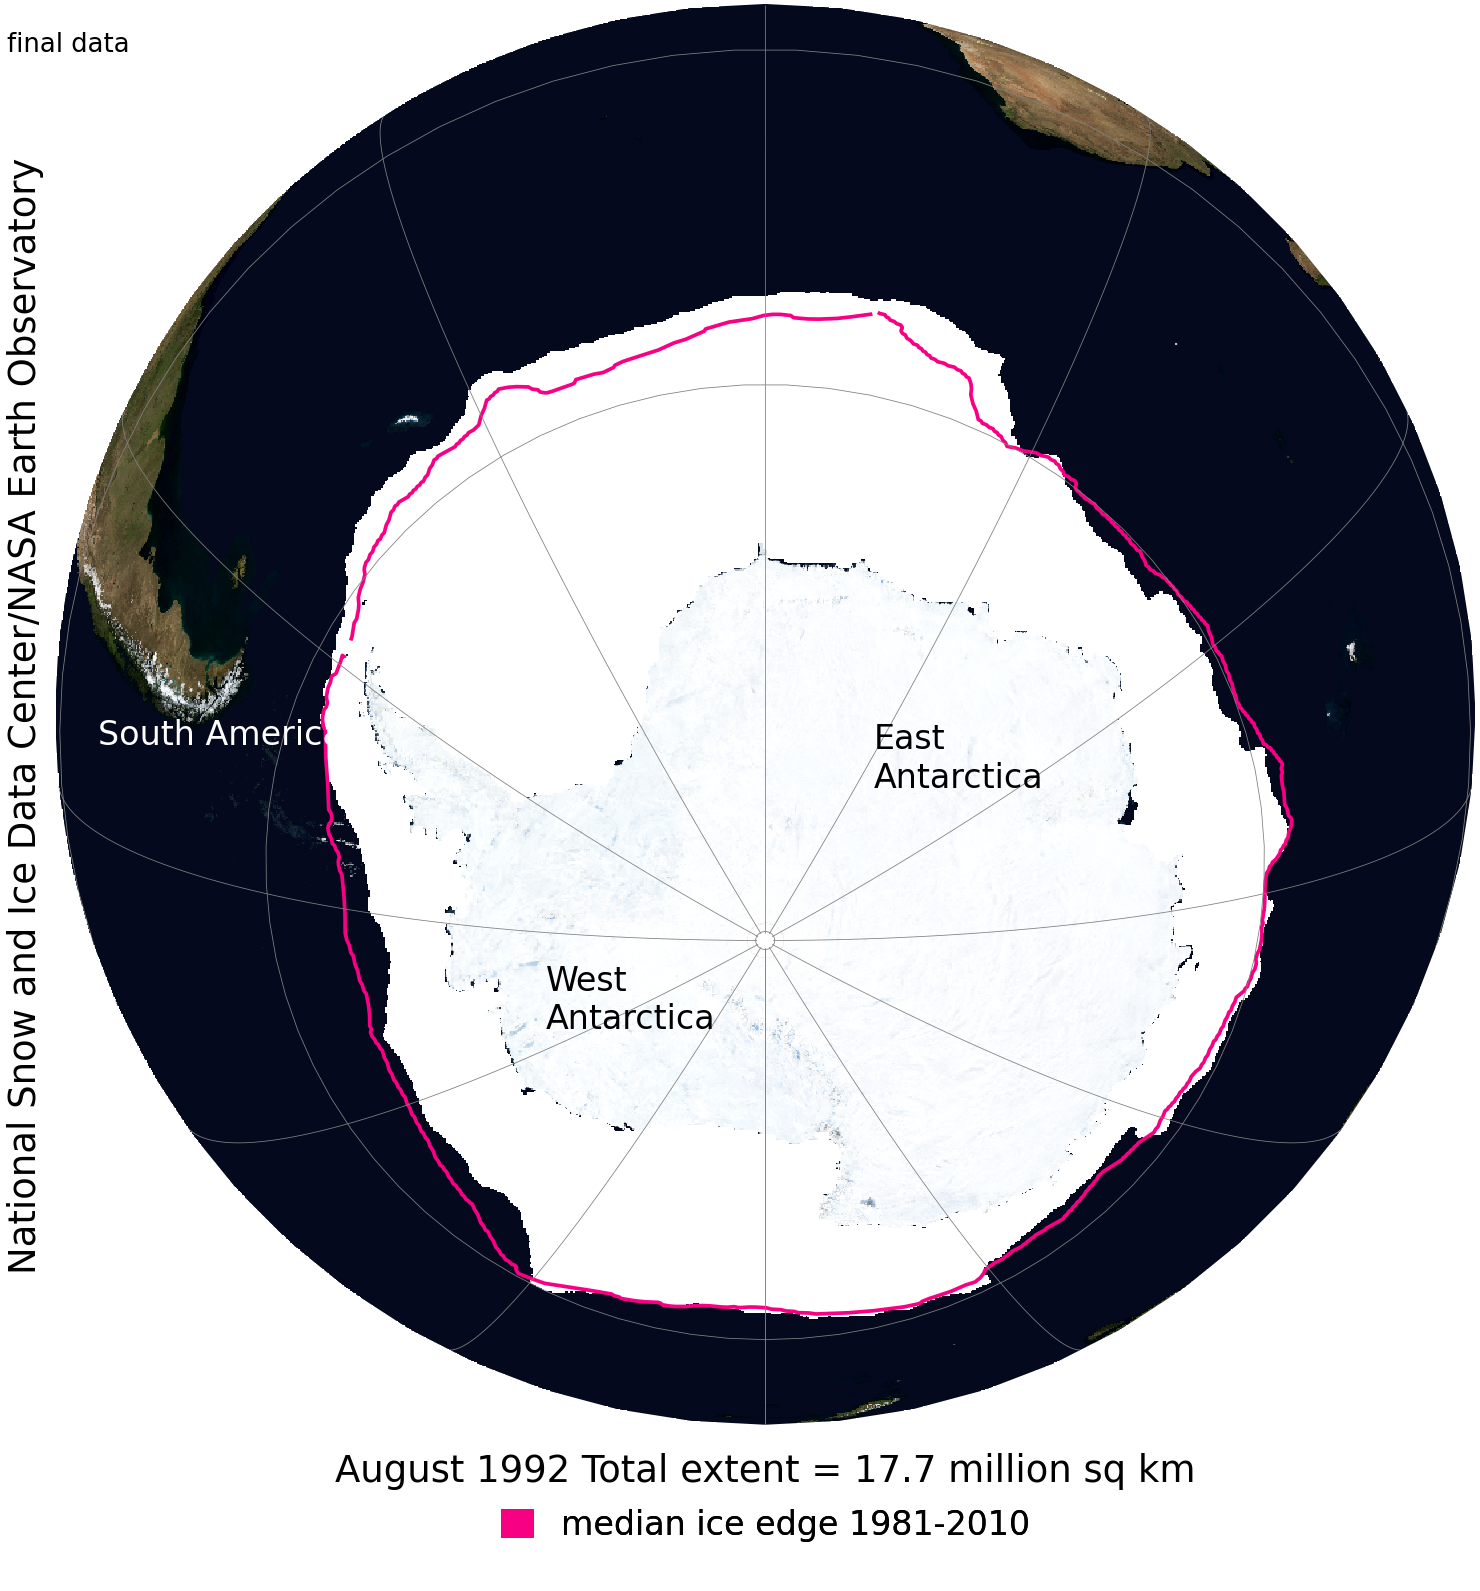 final data
National Snow and Ice Data Center/NASA Earth Observatory
South America
East
Antarctica
West
Antarctica
August 1992 Total extent = 17.7 million sq km
median ice edge 1981-2010